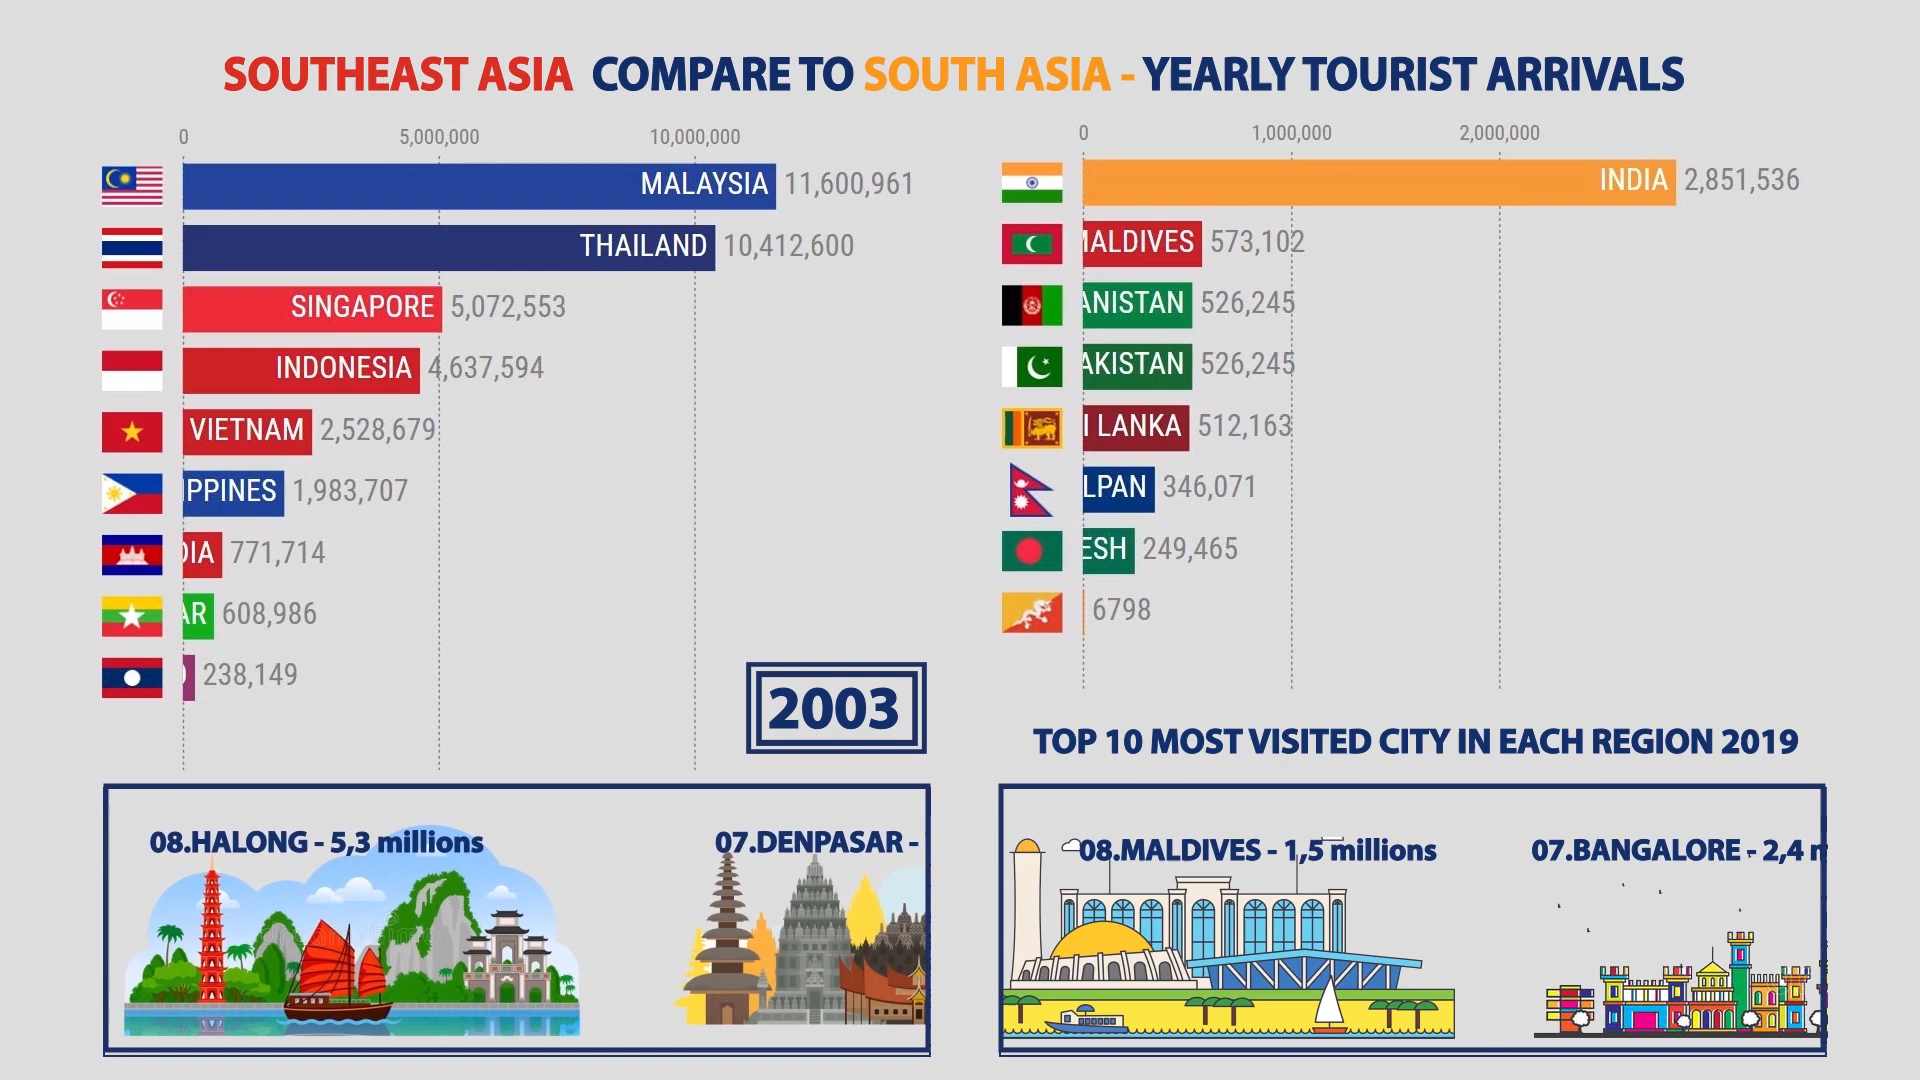 SOUTHEAST ASIA COMPARE TO SOUTH ASIA - YEARLY TOURIST ARRIVALS
0 5,000,000 10,000,000
MALAYSIA 11,600,961
THAILAND 10,412,600
SINGAPORE 5,072,553
INDONESIA 4,637,594
VIETNAM 2,528,679
IPPINES 1,983,707
DIA 771,714
AR 608,986
238,149
2003
0 1,000,000 2,000,000
INDIA 2,851,536
MALDIVES 573,102
ANISTAN 526,245
AKISTAN 526,245
I LANKA 512,163
LPAN 346,071
ESH 249,465
6798
TOP 10 MOST VISITED CITY IN EACH REGION 2019
08.HALONG - 5,3 millions
07.DENPASAR -
08.MALDIVES - 1,5 millions
07.BANGALORE - 2,4 m